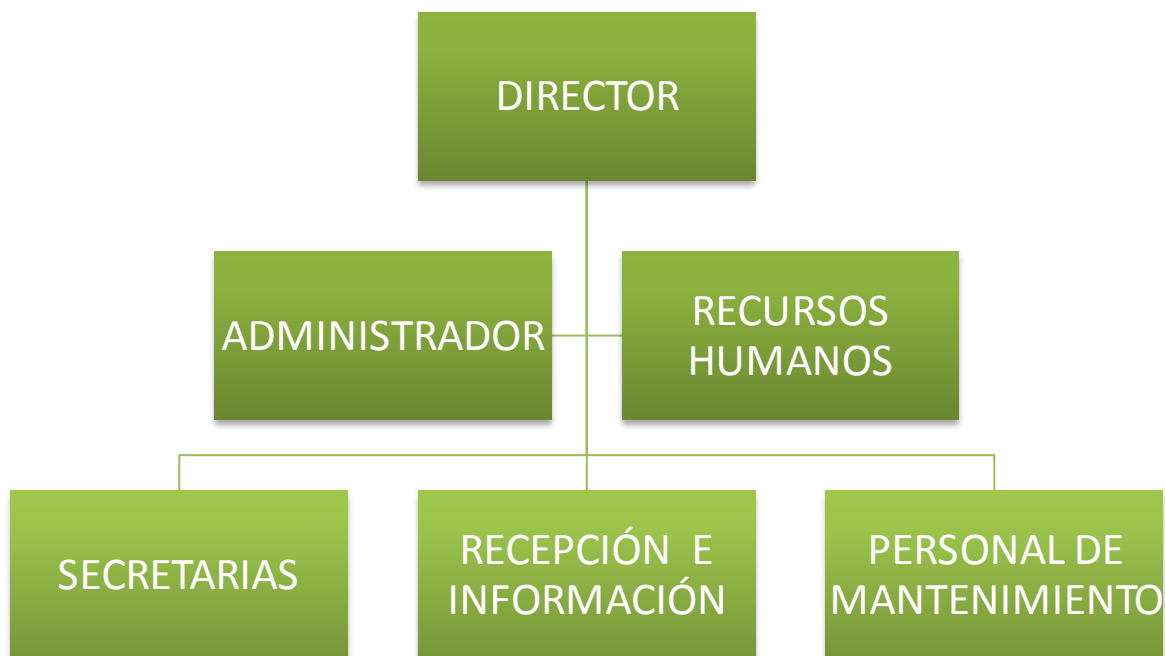 DIRECTOR
ADMINISTRADOR
RECURSOS
HUMANOS
SECRETARIAS
RECEPCIÓN E
INFORMACIÓN
PERSONAL DE
MANTENIMIENTO